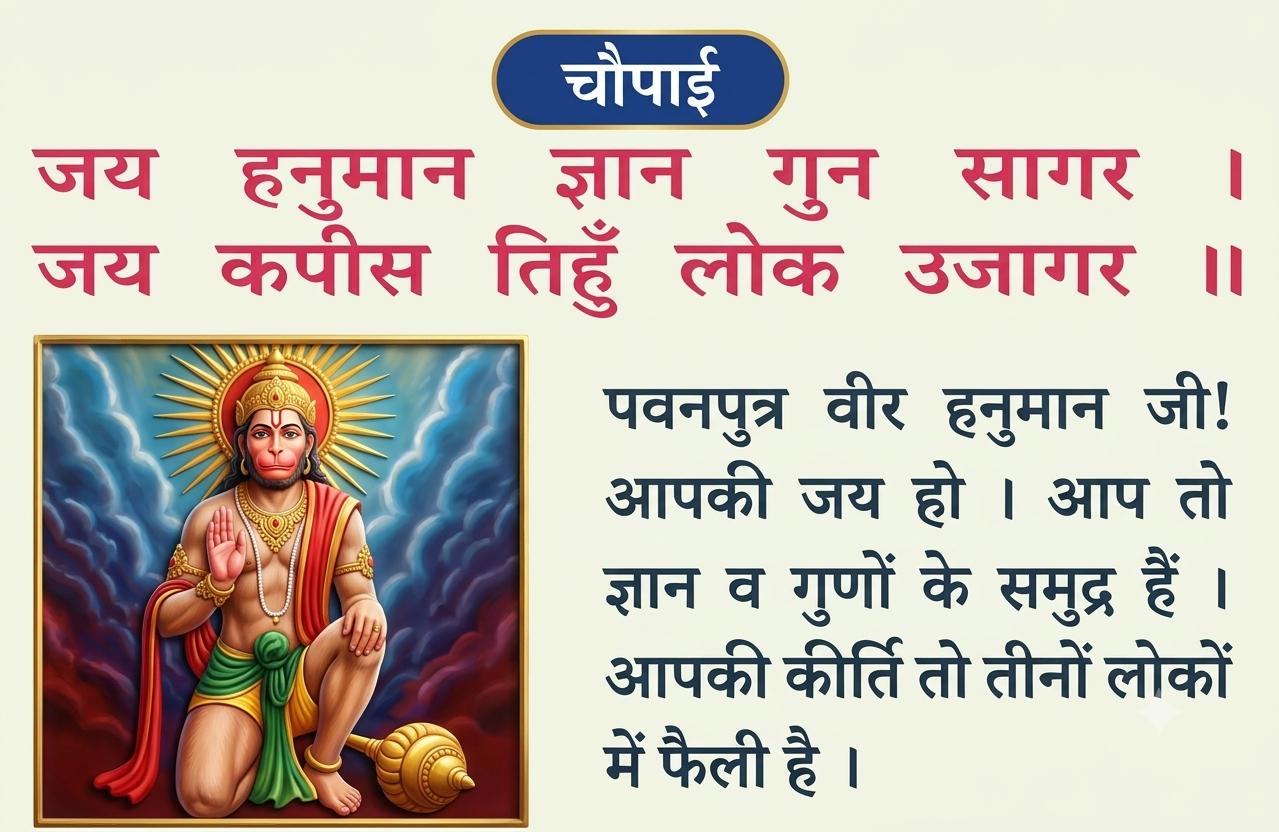 चौपाई
जय हनुमान ज्ञान गुन सागर ।
जय कपीस तिहुँ लोक उजागर ।।
पवनपुत्र वीर हनुमान जी!
आपकी जय हो । आप तो
ज्ञान व गुणों के समुद्र हैं ।
आपकी कीर्ति तो तीनों लोकों
में फैली है ।